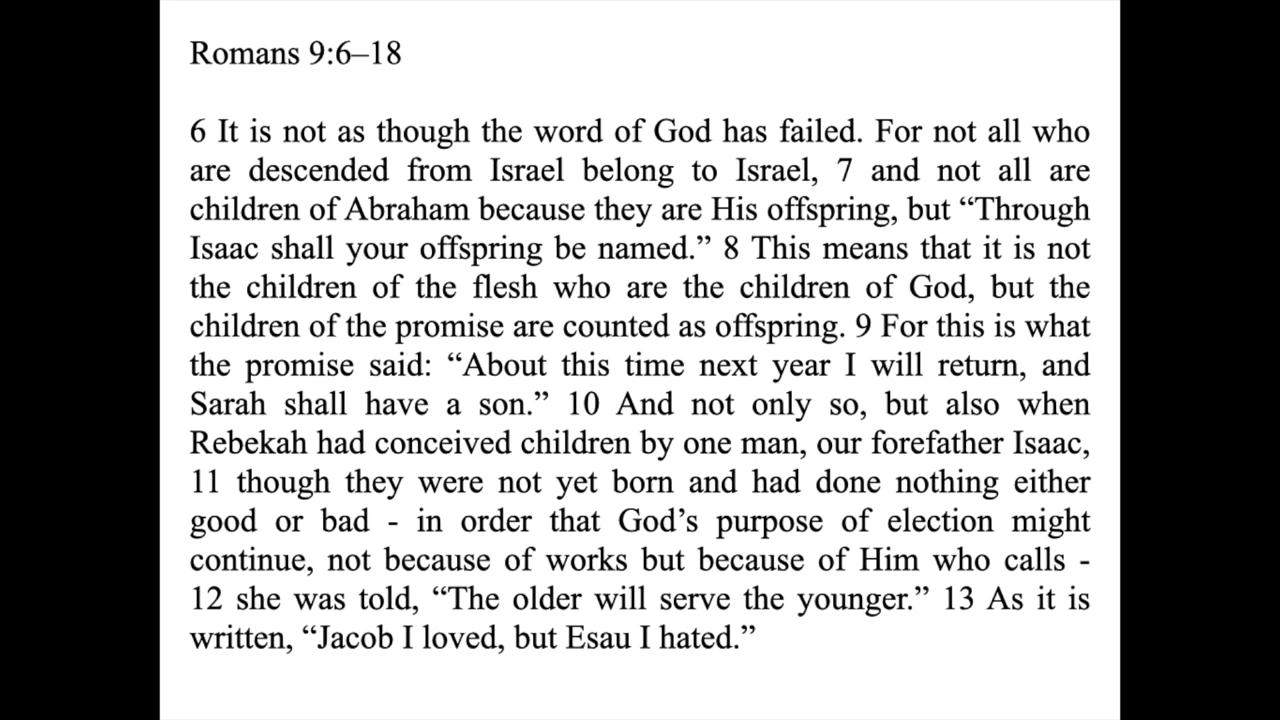 Romans 9:6–18
6 It is not as though the word of God has failed. For not all who
are descended from Israel belong to Israel, 7 and not all are
children of Abraham because they are His offspring, but “Through
Isaac shall your offspring be named.” 8 This means that it is not
the children of the flesh who are the children of God, but the
children of the promise are counted as offspring. 9 For this is what
the promise said: “About this time next year I will return, and
Sarah shall have a son.” 10 And not only so, but also when
Rebekah had conceived children by one man, our forefather Isaac,
11 though they were not yet born and had done nothing either
good or bad - in order that God’s purpose of election might
continue, not because of works but because of Him who calls -
12 she was told, “The older will serve the younger.” 13 As it is
written, “Jacob I loved, but Esau I hated.”